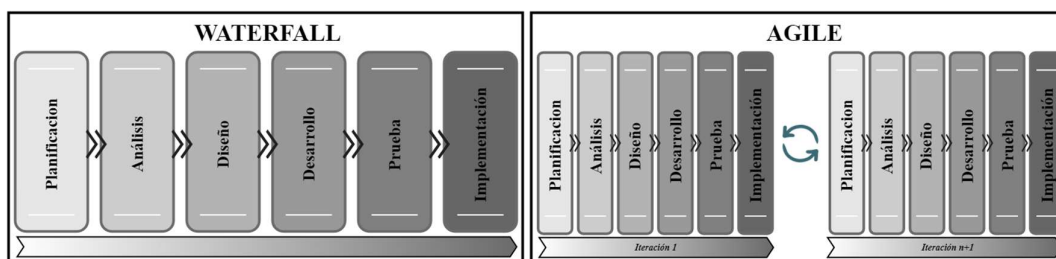 WATERFALL
Planificacion
Análisis
Diseño
Desarrollo
Prueba
Implementación
AGILE
Planificacion
Análisis
Diseño
Desarrollo
Prueba
Implementación
Iteración 1
Planificacion
Análisis
Diseño
Desarrollo
Prueba
Implementación
Iteración n+1